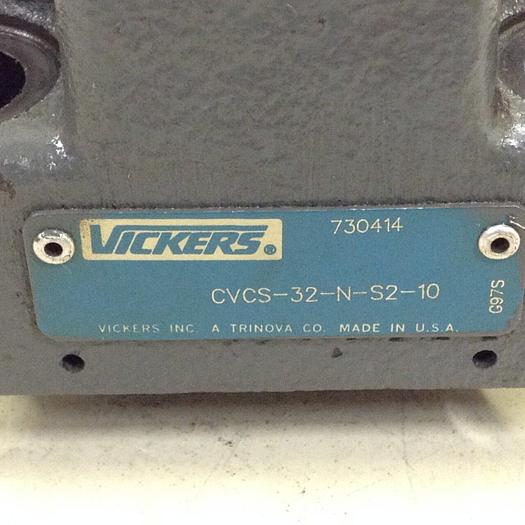 VICKERS®
730414
CVCS-32-N-S2-10
G97S
VICKERS INC. A TRINOVA CO. MADE IN U.S.A.